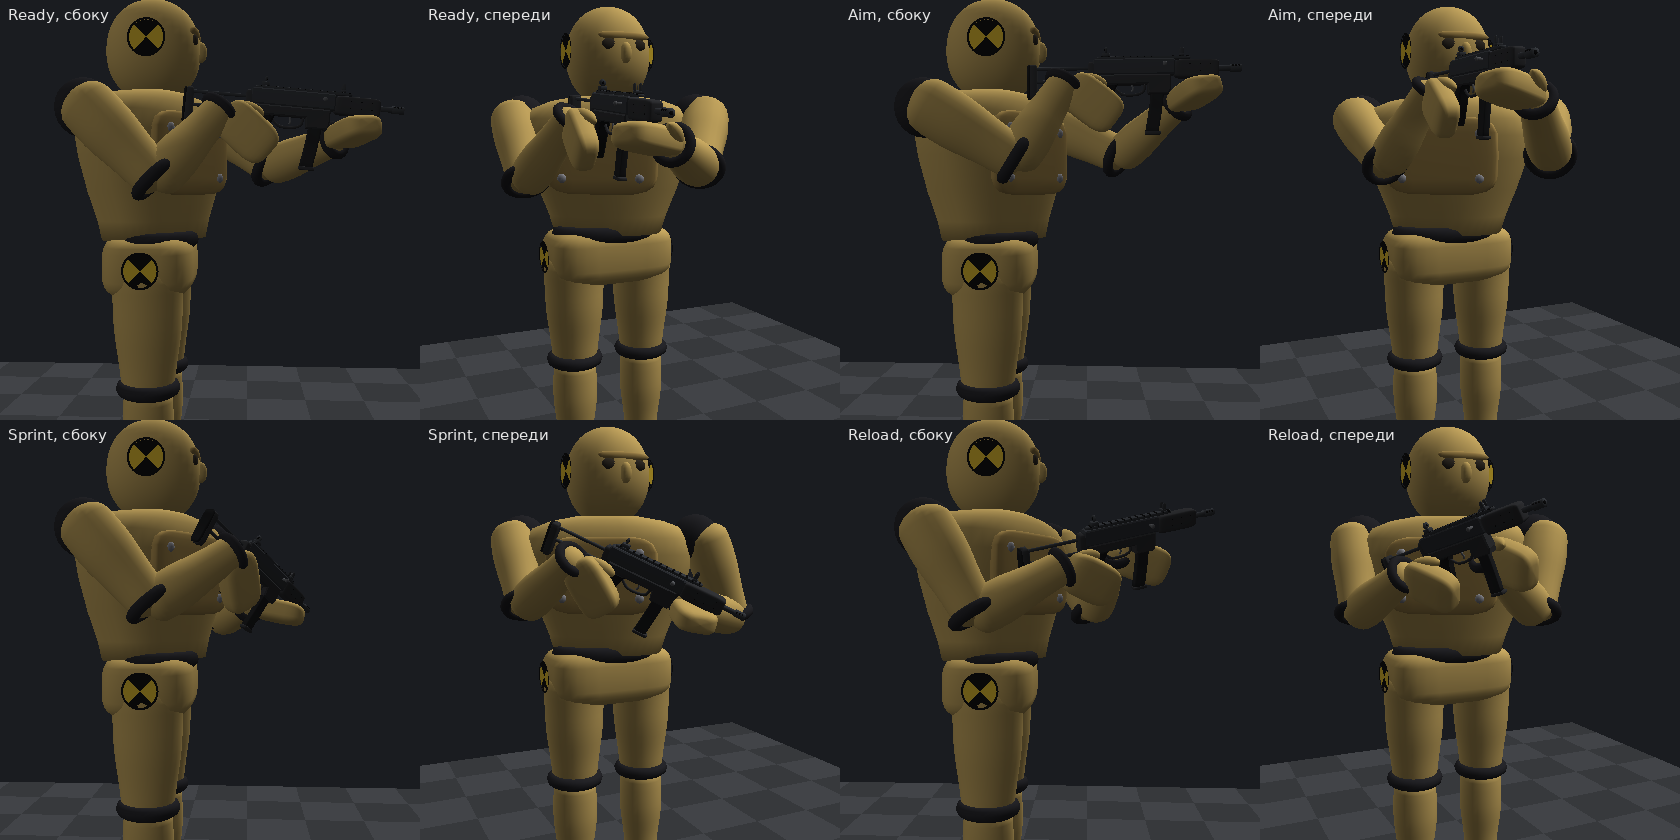 Ready, сбоку
Ready, спереди
Aim, сбоку
Aim, спереди
Sprint, сбоку
Sprint, спереди
Reload, сбоку
Reload, спереди